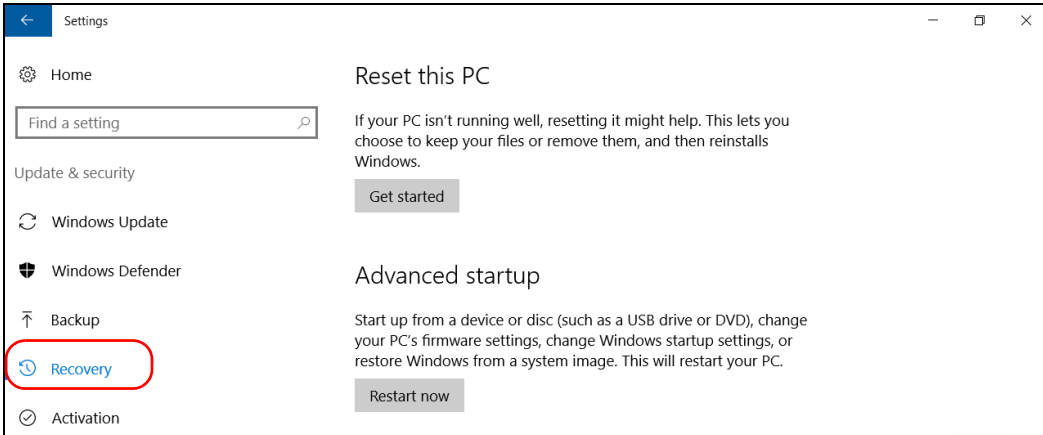 Settings
Home
Find a setting
Update & security
Windows Update
Windows Defender
Backup
Recovery
Activation
Reset this PC
If your PC isn't running well, resetting it might help. This lets you
choose to keep your files or remove them, and then reinstalls
Windows.
Get started
Advanced startup
Start up from a device or disc (such as a USB drive or DVD), change
your PC's firmware settings, change Windows startup settings, or
restore Windows from a system image. This will restart your PC.
Restart now